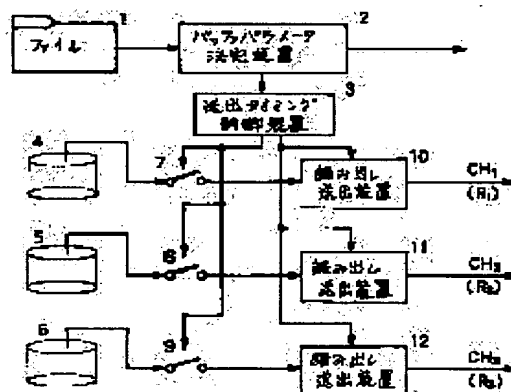 1
ファイル
2
バッファパラメータ
決定装置
3
送出タイミング
制御装置
4
7
10
読み出し
送出装置
CH₁
(R₁)
5
8
11
読み出し
送出装置
CH₂
(R₂)
6
9
12
読み出し
送出装置
CH₃
(R₃)